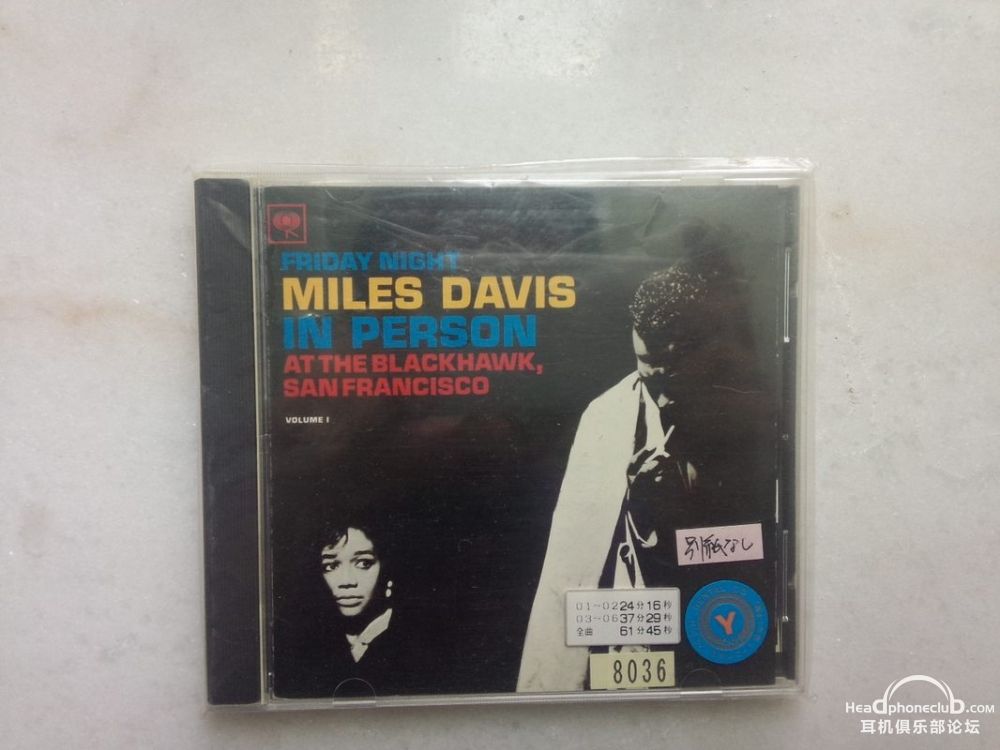 FRIDAY NIGHT
MILES DAVIS
IN PERSON
AT THE BLACKHAWK,
SAN FRANCISCO
VOLUME I
別紙なし
01~02 24分16秒
03~06 37分29秒
全曲 61分45秒
Y
8036
HeadphoneclubD.com
耳机俱乐部论坛